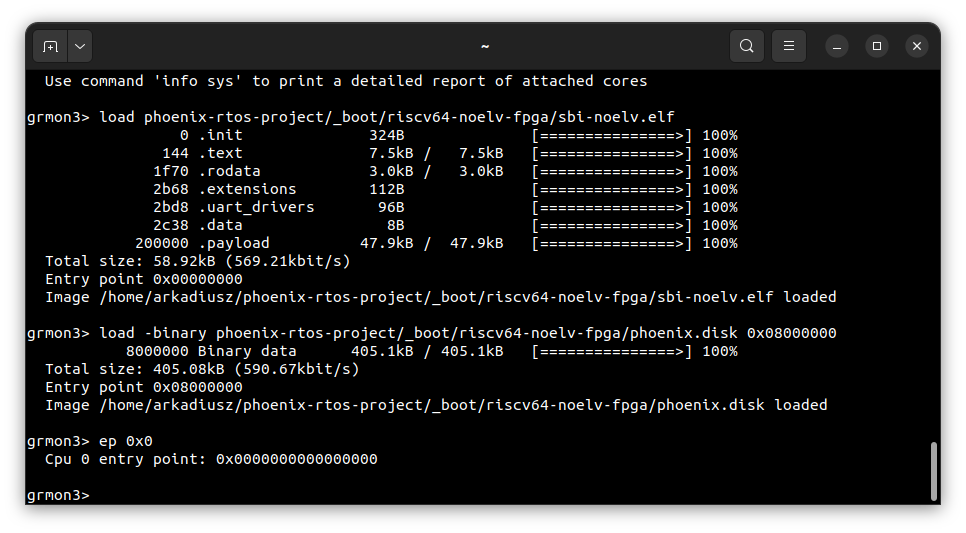 ~
Use command 'info sys' to print a detailed report of attached cores
grmon3> load phoenix-rtos-project/_boot/riscv64-noelv-fpga/sbi-noelv.elf
0 .init 324B [===============>] 100%
144 .text 7.5kB / 7.5kB [===============>] 100%
1f70 .rodata 3.0kB / 3.0kB [===============>] 100%
2b68 .extensions 112B [===============>] 100%
2bd8 .uart_drivers 96B [===============>] 100%
2c38 .data 8B [===============>] 100%
200000 .payload 47.9kB / 47.9kB [===============>] 100%
Total size: 58.92kB (569.21kbit/s)
Entry point 0x00000000
Image /home/arkadiusz/phoenix-rtos-project/_boot/riscv64-noelv-fpga/sbi-noelv.elf loaded
grmon3> load -binary phoenix-rtos-project/_boot/riscv64-noelv-fpga/phoenix.disk 0x08000000
8000000 Binary data 405.1kB / 405.1kB [===============>] 100%
Total size: 405.08kB (590.67kbit/s)
Entry point 0x08000000
Image /home/arkadiusz/phoenix-rtos-project/_boot/riscv64-noelv-fpga/phoenix.disk loaded
grmon3> ep 0x0
Cpu 0 entry point: 0x0000000000000000
grmon3>